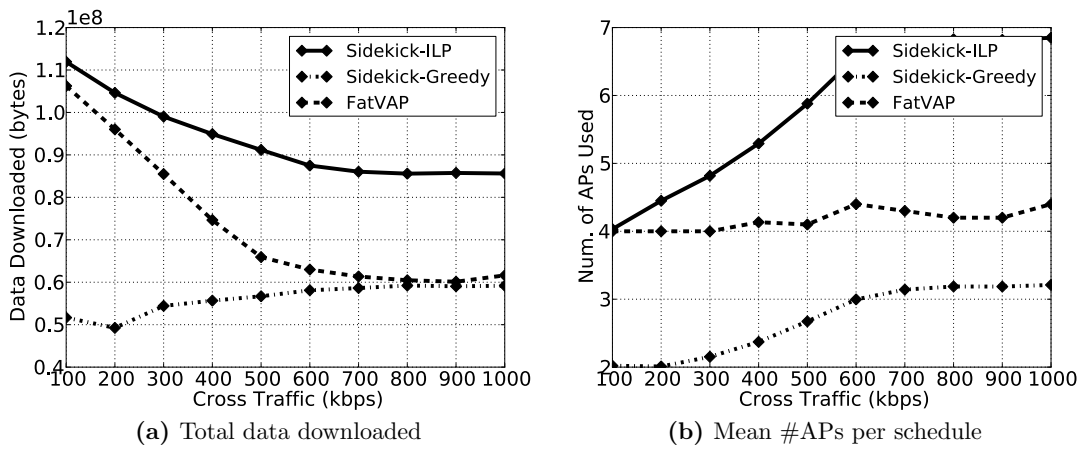 1e8
1.2
1.1
1.0
0.9
0.8
0.7
0.6
0.5
0.4
Data Downloaded (bytes)
Sidekick-ILP
Sidekick-Greedy
FatVAP
100 200 300 400 500 600 700 800 900 1000
Cross Traffic (kbps)
(a) Total data downloaded
7
6
5
4
3
2
Num. of APs Used
Sidekick-ILP
Sidekick-Greedy
FatVAP
100 200 300 400 500 600 700 800 900 1000
Cross Traffic (kbps)
(b) Mean #APs per schedule